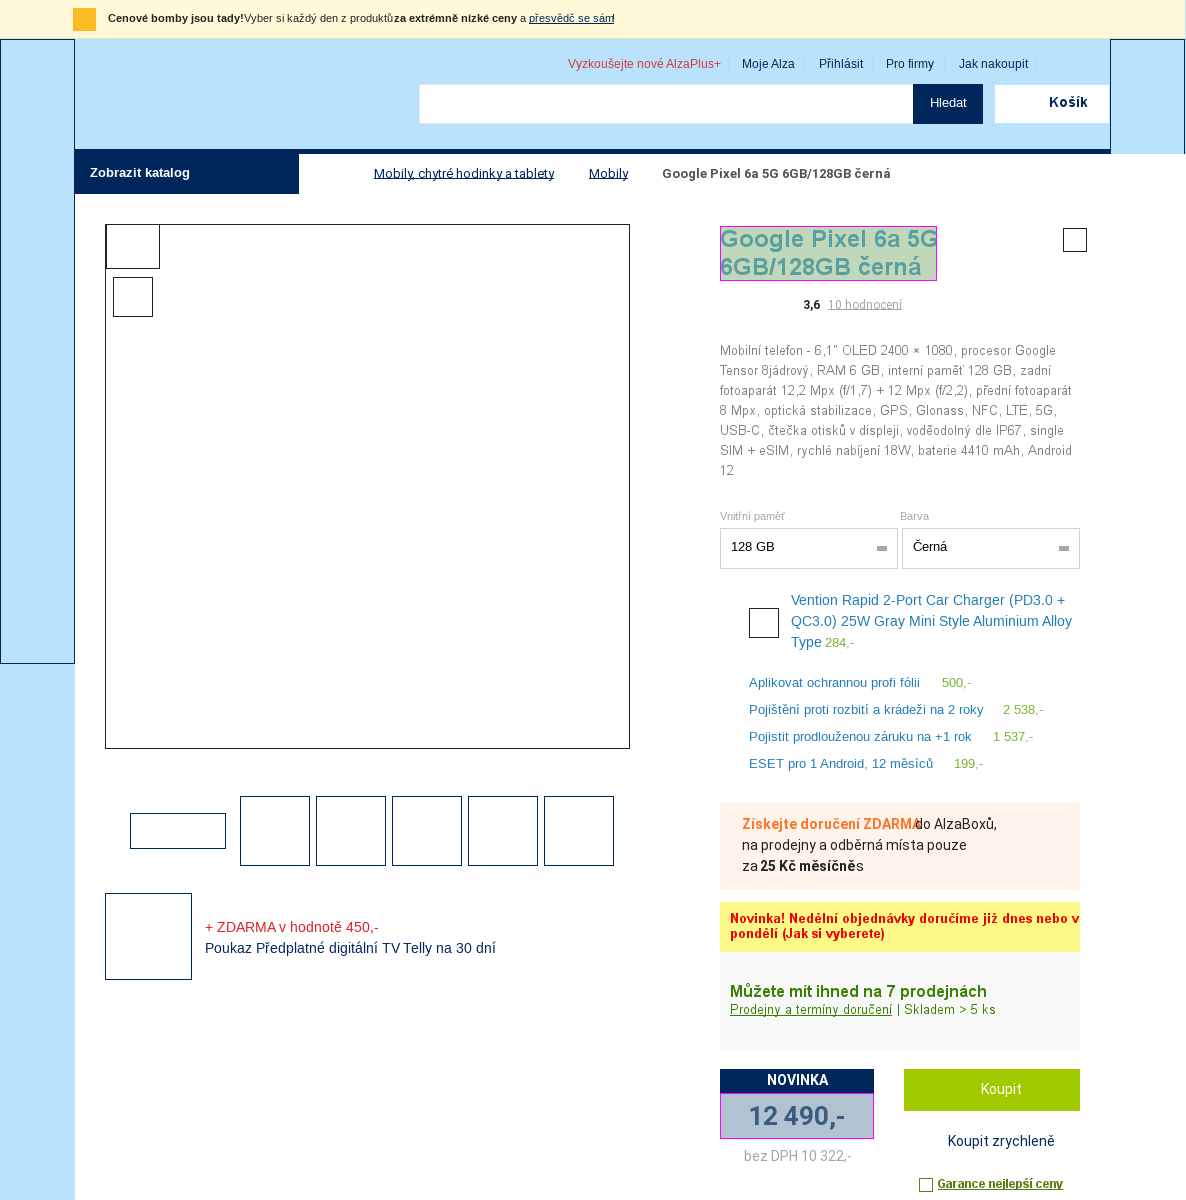 Cenové bomby jsou tady!Vyber si každý den z produktů za extrémně nízké ceny a přesvědč se sám!
Vyzkoušejte nové AlzaPlus+ Moje Alza Přihlásit Pro firmy Jak nakoupit
Hledat Košík
Zobrazit katalog Mobily, chytré hodinky a tablety Mobily Google Pixel 6a 5G 6GB/128GB černá
Google Pixel 6a 5G
6GB/128GB černá
3,6 10 hodnocení
Mobilní telefon - 6,1" OLED 2400 × 1080, procesor Google
Tensor 8jádrový, RAM 6 GB, interní paměť 128 GB, zadní
fotoaparát 12,2 Mpx (f/1,7) + 12 Mpx (f/2,2), přední fotoaparát
8 Mpx, optická stabilizace, GPS, Glonass, NFC, LTE, 5G,
USB-C, čtečka otisků v displeji, voděodolný dle IP67, single
SIM + eSIM, rychlé nabíjení 18W, baterie 4410 mAh, Android
12
Vnitřní paměť Barva
128 GB Černá
Vention Rapid 2-Port Car Charger (PD3.0 +
QC3.0) 25W Gray Mini Style Aluminium Alloy
Type 284,-
Aplikovat ochrannou profi fólii 500,-
Pojištění proti rozbití a krádeži na 2 roky 2 538,-
Pojistit prodlouženou záruku na +1 rok 1 537,-
ESET pro 1 Android, 12 měsíců 199,-
Získejte doručení ZDARMA do AlzaBoxů,
na prodejny a odběrná místa pouze
za 25 Kč měsíčně s
+ ZDARMA v hodnotě 450,-
Poukaz Předplatné digitální TV Telly na 30 dní
Novinka! Nedělní objednávky doručíme již dnes nebo v
pondělí (Jak si vyberete)
Můžete mít ihned na 7 prodejnách
Prodejny a termíny doručení | Skladem > 5 ks
NOVINKA
12 490,-
bez DPH 10 322,-
Koupit
Koupit zrychleně
Garance nejlepší ceny